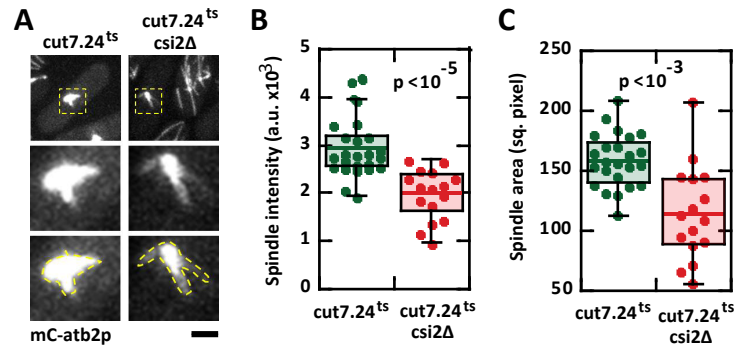 A
cut7.24ts
cut7.24ts
csi2Δ
mC-atb2p
B
Spindle intensity (a.u. x10³)
5
4
3
2
1
0
p <10-5
cut7.24ts
cut7.24ts
csi2Δ
C
Spindle area (sq. pixel)
250
200
150
100
50
p <10-3
cut7.24ts
cut7.24ts
csi2Δ